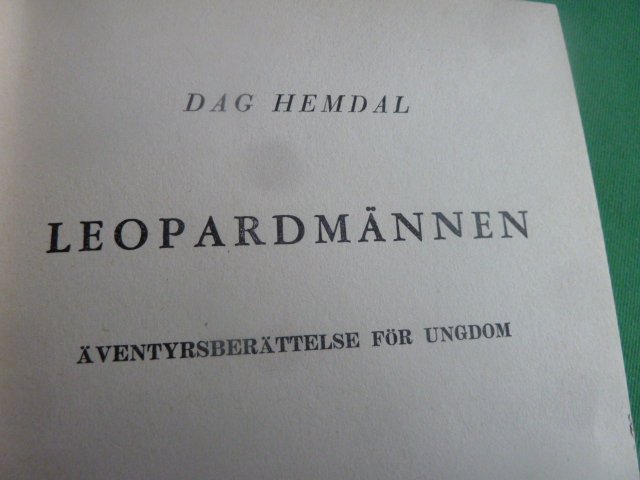 DAG HEMDAL
LEOPARDMÄNNEN
ÄVENTYRSBERÄTTELSE FÖR UNGDOM